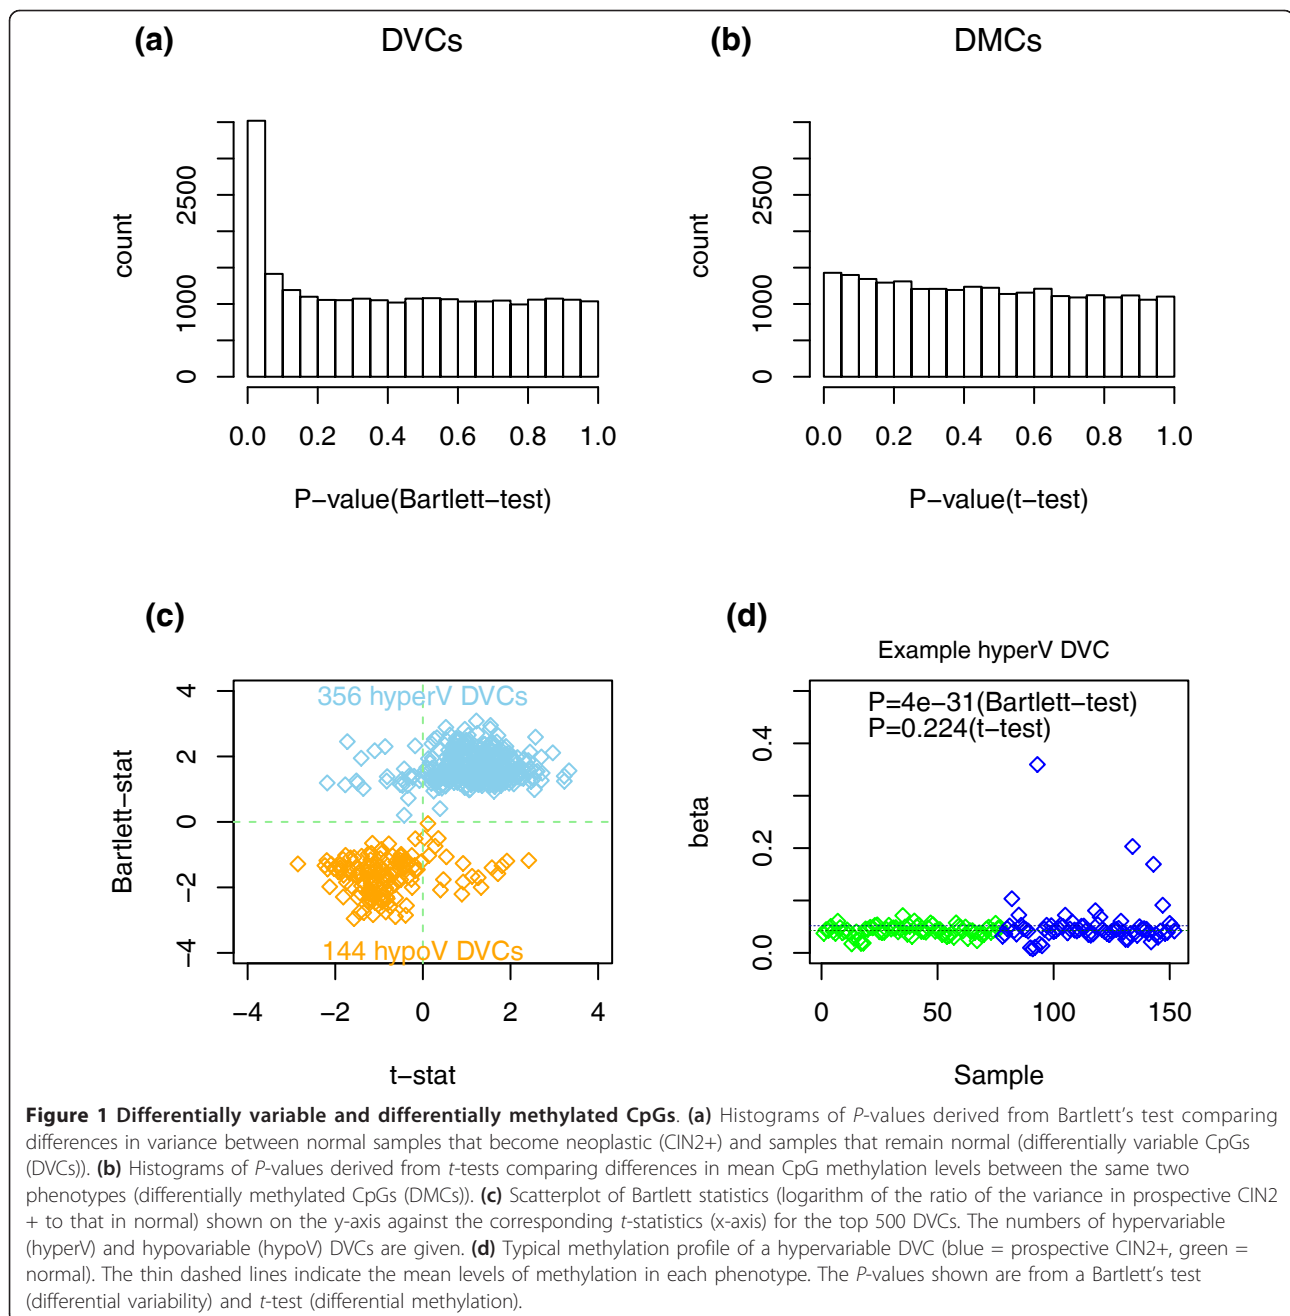 (a) DVCs
(b) DMCs
count
0 1000 2500
0.0 0.2 0.4 0.6 0.8 1.0
P-value(Bartlett-test)
count
0 1000 2500
0.0 0.2 0.4 0.6 0.8 1.0
P-value(t-test)
(c)
356 hyperV DVCs
144 hypoV DVCs
Bartlett-stat
4
2
0
-2
-4
-4 -2 0 2 4
t-stat
(d)
Example hyperV DVC
P=4e-31(Bartlett-test)
P=0.224(t-test)
beta
0.0 0.2 0.4
0 50 100 150
Sample
Figure 1 Differentially variable and differentially methylated CpGs. (a) Histograms of P-values derived from Bartlett's test comparing
differences in variance between normal samples that become neoplastic (CIN2+) and samples that remain normal (differentially variable CpGs
(DVCs)). (b) Histograms of P-values derived from t-tests comparing differences in mean CpG methylation levels between the same two
phenotypes (differentially methylated CpGs (DMCs)). (c) Scatterplot of Bartlett statistics (logarithm of the ratio of the variance in prospective CIN2
+ to that in normal) shown on the y-axis against the corresponding t-statistics (x-axis) for the top 500 DVCs. The numbers of hypervariable
(hyperV) and hypovariable (hypoV) DVCs are given. (d) Typical methylation profile of a hypervariable DVC (blue = prospective CIN2+, green =
normal). The thin dashed lines indicate the mean levels of methylation in each phenotype. The P-values shown are from a Bartlett's test
(differential variability) and t-test (differential methylation).